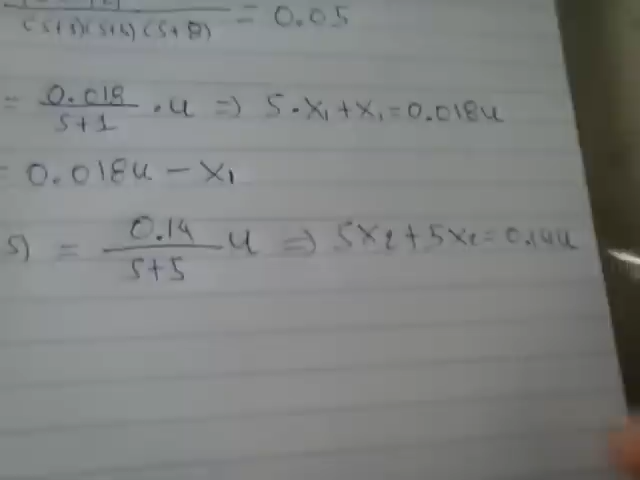 (s+1)(s+5)(s+8) = 0.05
= 0.018/s+1 . u => s.x₁+x₁=0.018u
- 0.018u - x₁
s) = 0.14/s+5 u => sx₂+5x₂=0.14u